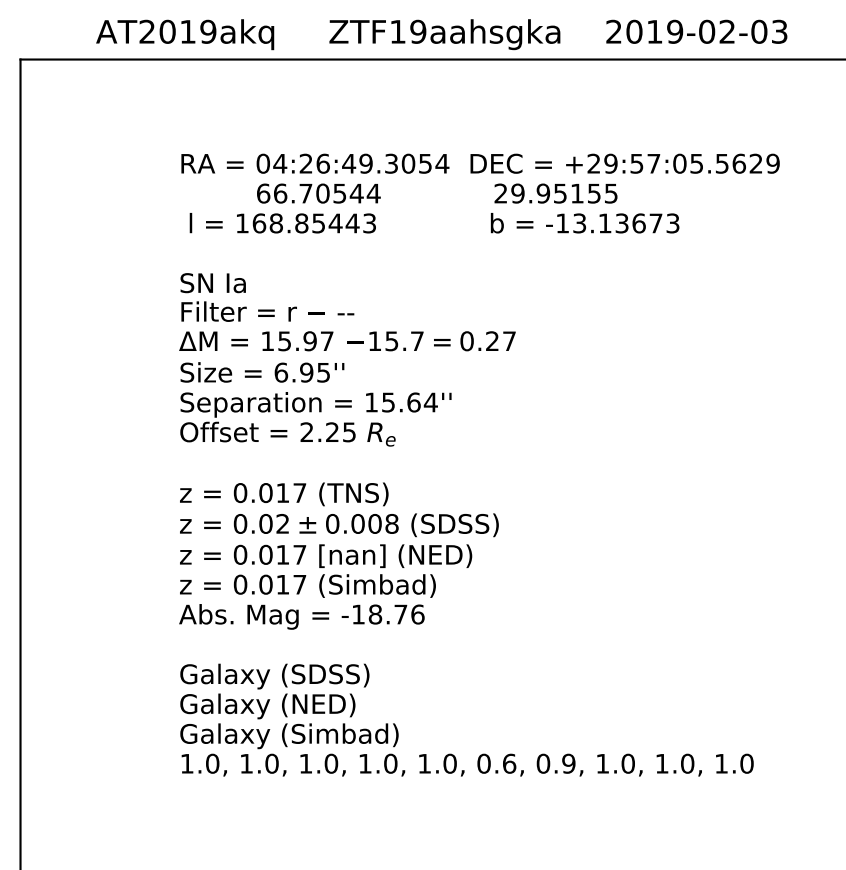 AT2019akq ZTF19aahsgka 2019-02-03
RA = 04:26:49.3054 DEC = +29:57:05.5629
66.70544 29.95155
l = 168.85443 b = -13.13673
SN Ia
Filter = r − --
ΔM = 15.97 −15.7 = 0.27
Size = 6.95''
Separation = 15.64''
Offset = 2.25 Rₑ
z = 0.017 (TNS)
z = 0.02 ± 0.008 (SDSS)
z = 0.017 [nan] (NED)
z = 0.017 (Simbad)
Abs. Mag = -18.76
Galaxy (SDSS)
Galaxy (NED)
Galaxy (Simbad)
1.0, 1.0, 1.0, 1.0, 1.0, 0.6, 0.9, 1.0, 1.0, 1.0